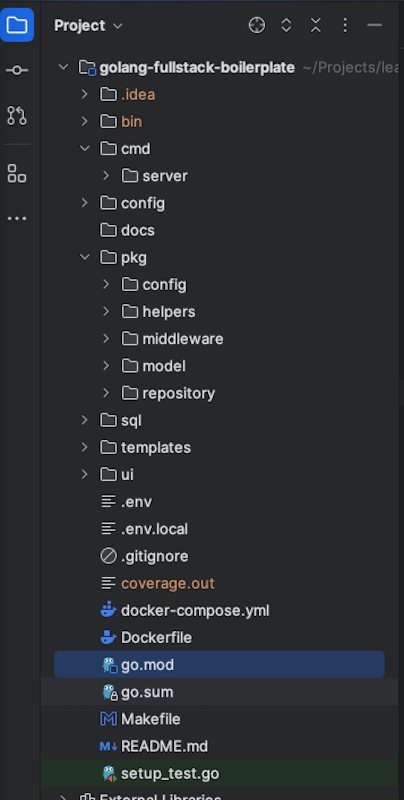 Project
golang-fullstack-boilerplate ~/Projects/lea
.idea
bin
cmd
server
config
docs
pkg
config
helpers
middleware
model
repository
sql
templates
ui
.env
.env.local
.gitignore
coverage.out
docker-compose.yml
Dockerfile
go.mod
go.sum
Makefile
README.md
setup_test.go
External Libraries